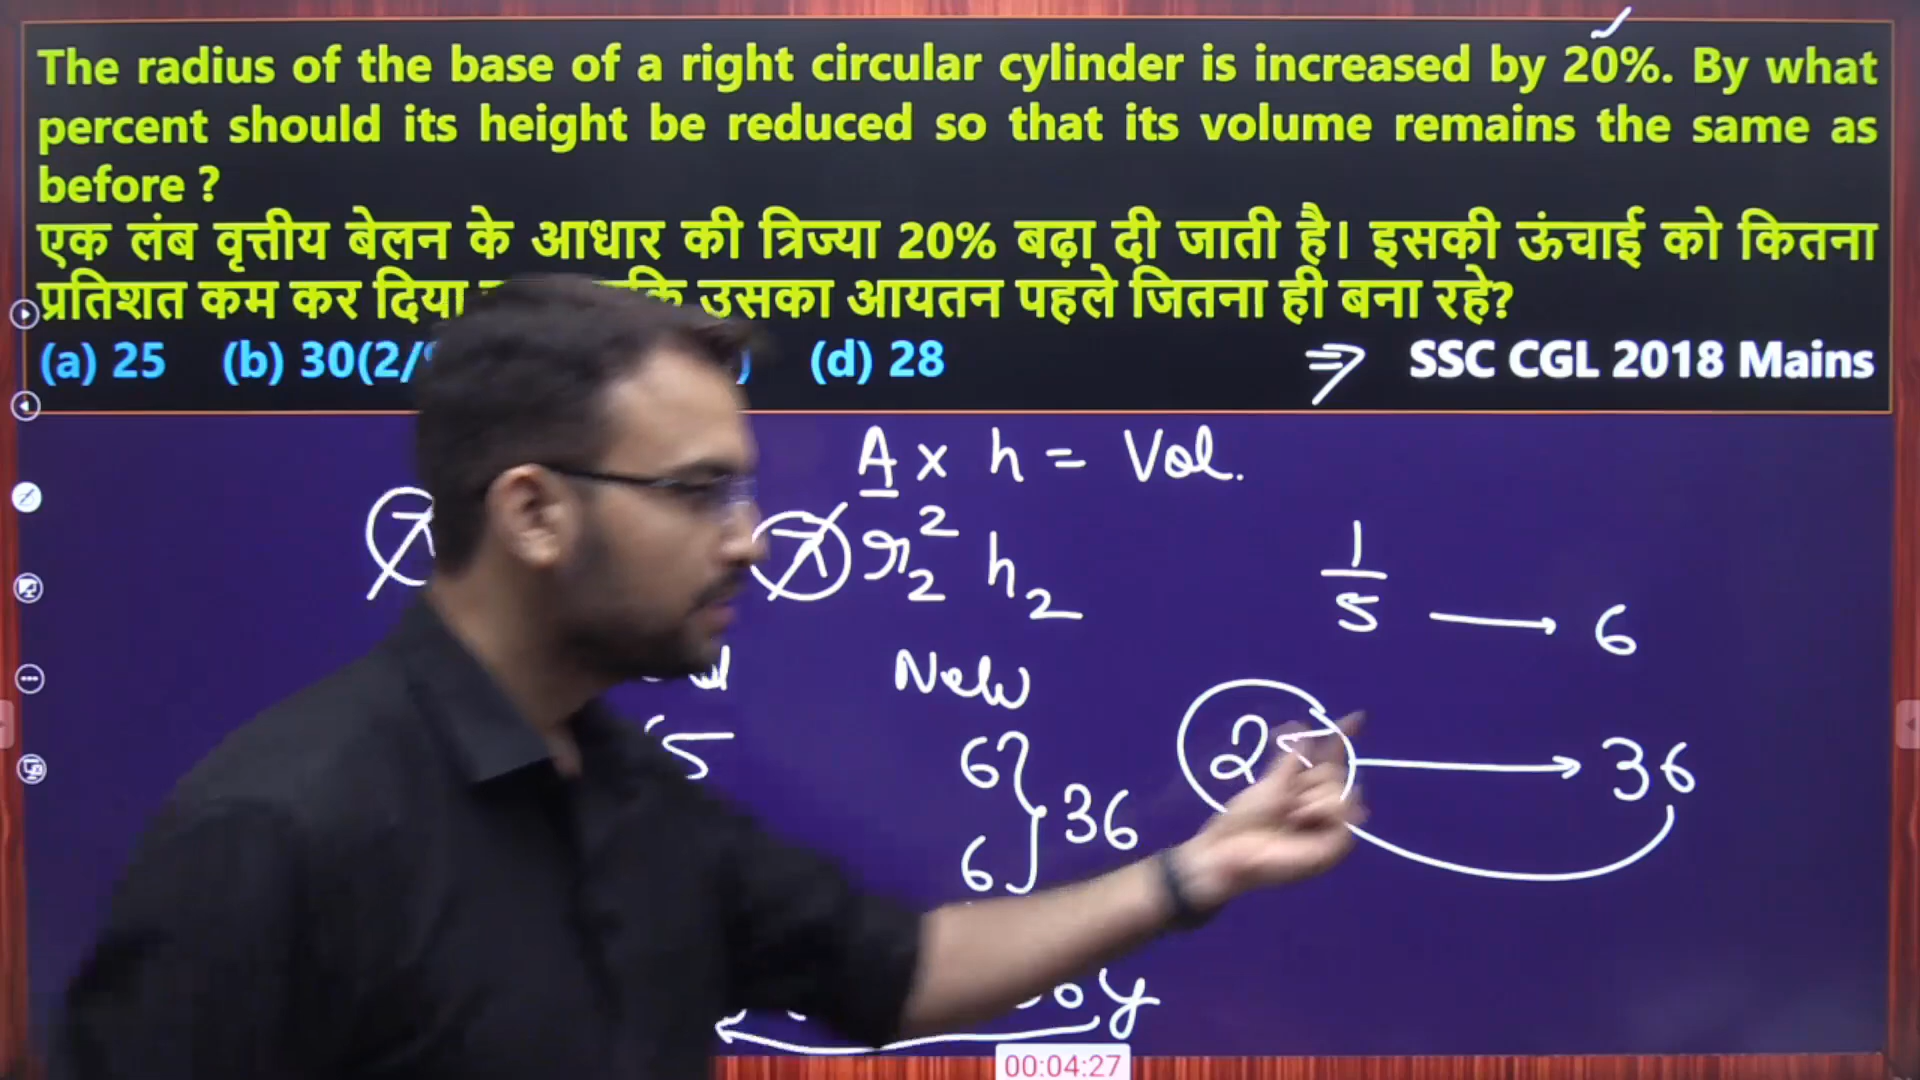 The radius of the base of a right circular cylinder is increased by 20%. By what
percent should its height be reduced so that its volume remains the same as
before ?
एक लंब वृत्तीय बेलन के आधार की त्रिज्या 20% बढ़ा दी जाती है। इसकी ऊंचाई को कितना
प्रतिशत कम कर दिया उसका आयतन पहले जितना ही बना रहे?
(a) 25 (b) 30(2/ ) (d) 28 ⇒ SSC CGL 2018 Mains
A × h = Vol.
π r₂² h₂
1/5 → 6
New
5
6
6 } 36
25 → 36
y
00:04:27